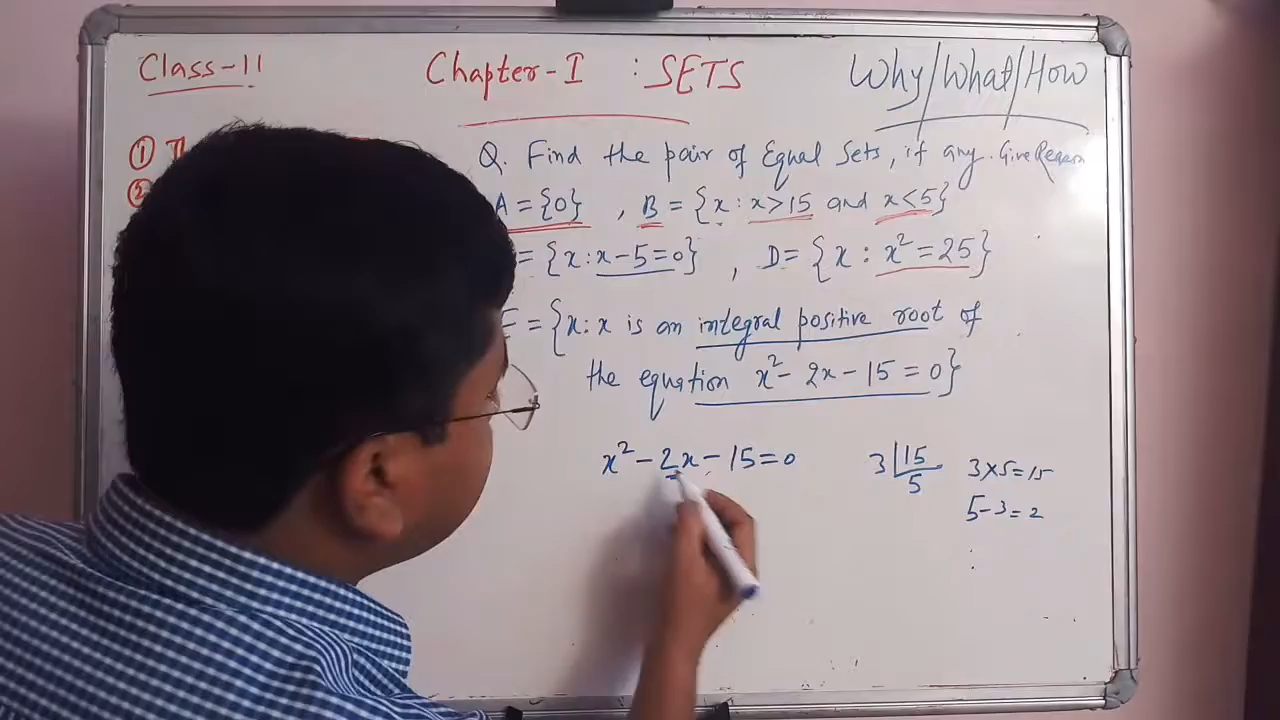 Class-11 Chapter-I : SETS Why/What/How
①
②
Q. Find the pair of Equal Sets, if any. Give Reason
A = {0} , B = {x : x>15 and x<5}
= {x : x-5=0} , D = {x : x² = 25}
= {x : x is an integral positive root of
the equation x² - 2x - 15 = 0}
x² - 2x - 15 = 0
3 | 15
5
3×5=15
5-3=2